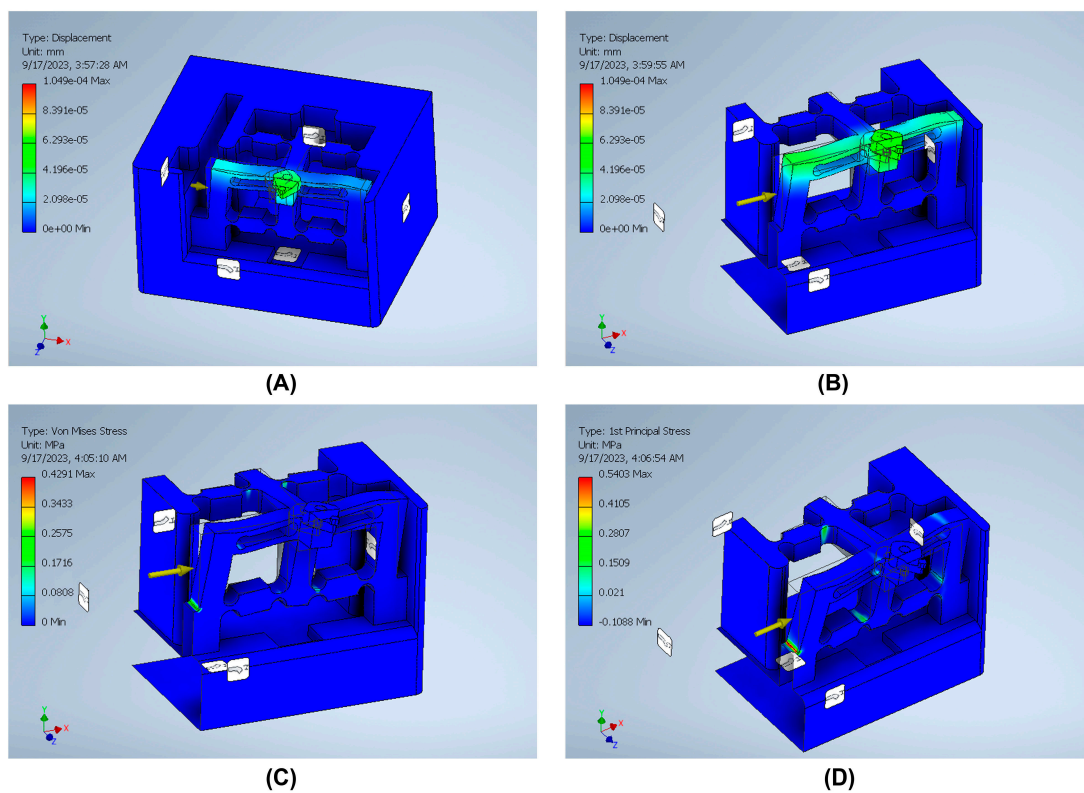 Type: Displacement
Unit: mm
9/17/2023, 3:57:28 AM
1.049e-04 Max
8.391e-05
6.293e-05
4.196e-05
2.098e-05
0e+00 Min
Y
X
Z
(A)
Type: Displacement
Unit: mm
9/17/2023, 3:59:55 AM
1.049e-04 Max
8.391e-05
6.293e-05
4.196e-05
2.098e-05
0e+00 Min
Y
X
Z
(B)
Type: Von Mises Stress
Unit: MPa
9/17/2023, 4:05:10 AM
0.4291 Max
0.3433
0.2575
0.1716
0.0808
0 Min
Y
X
Z
(C)
Type: 1st Principal Stress
Unit: MPa
9/17/2023, 4:06:54 AM
0.5403 Max
0.4105
0.2807
0.1509
0.021
-0.1088 Min
Y
X
Z
(D)